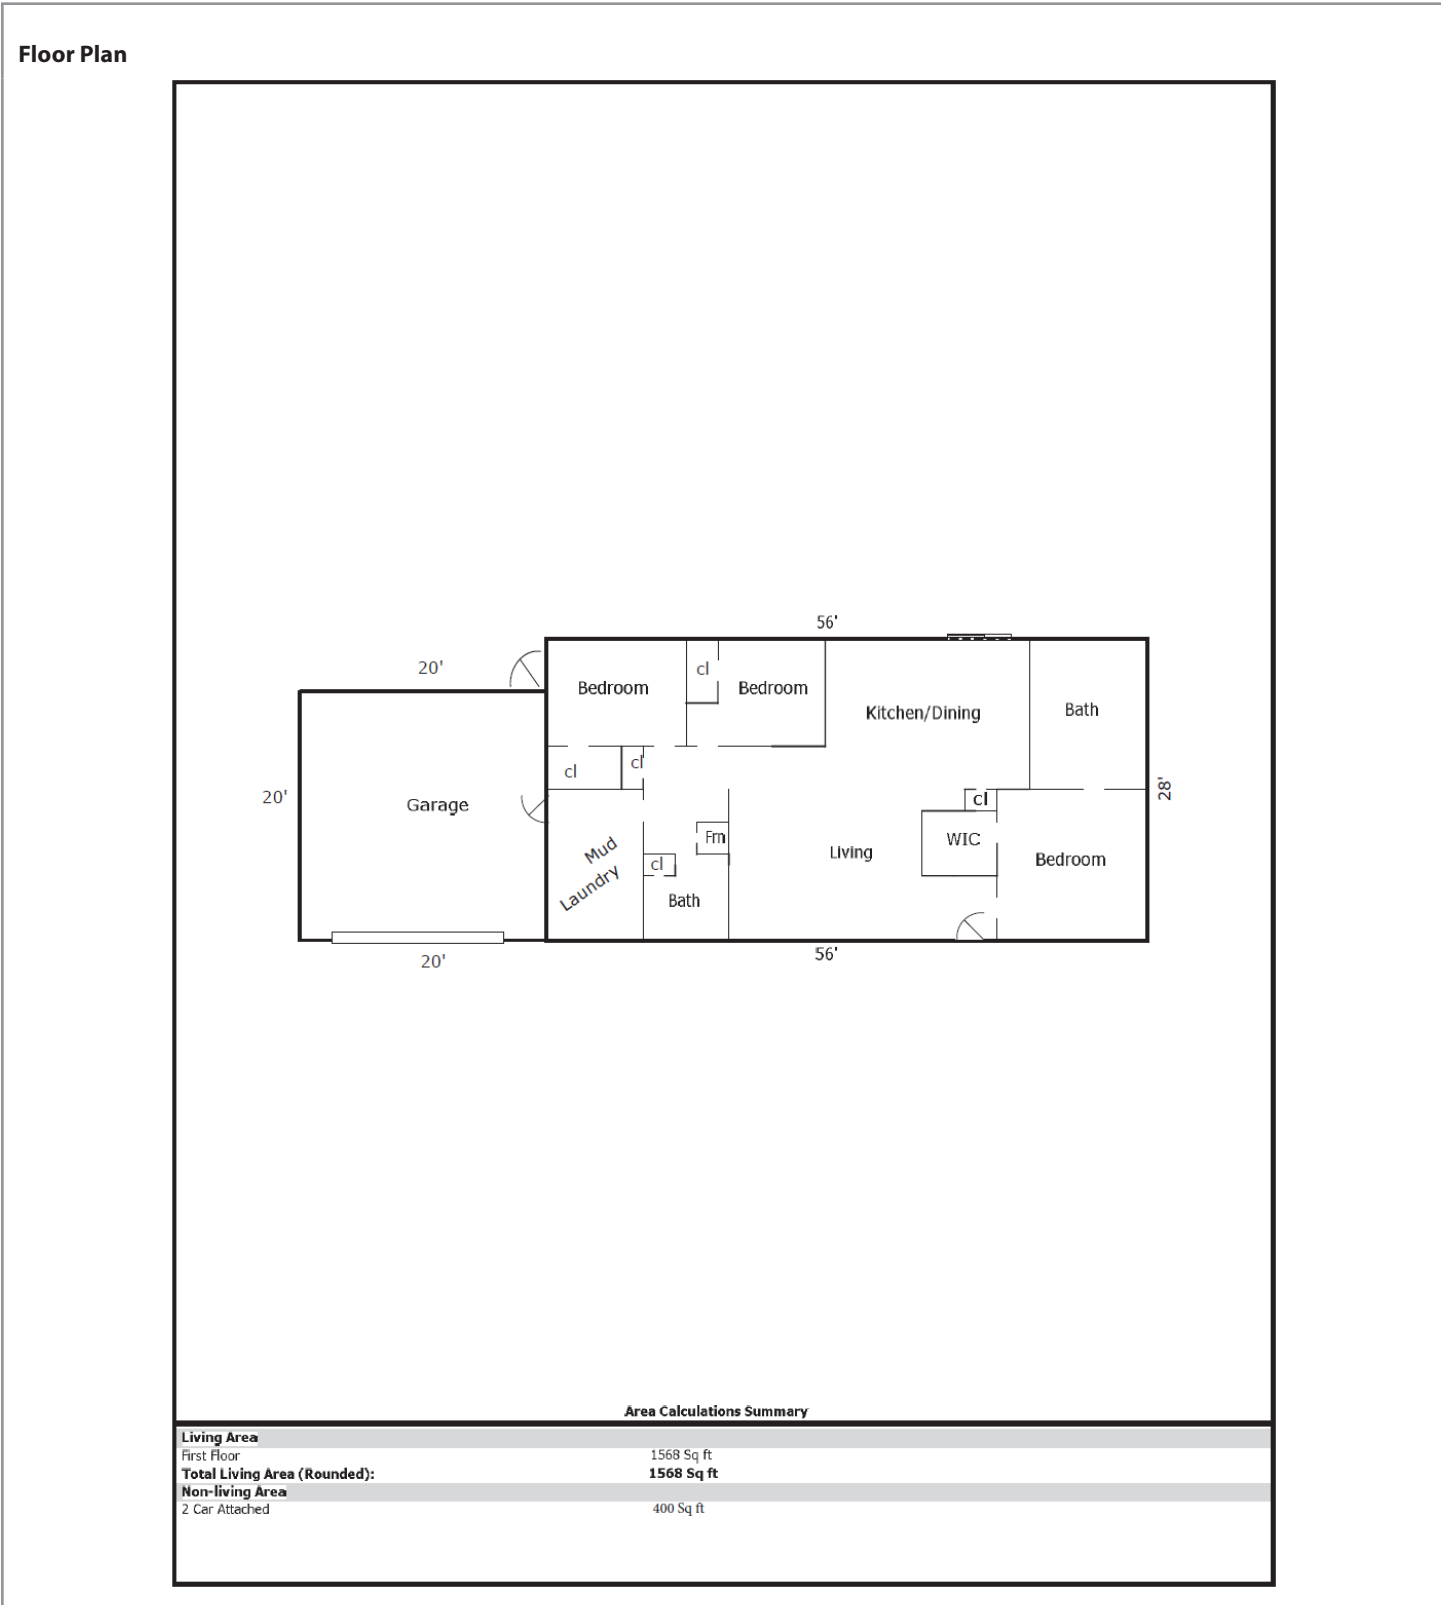 Floor Plan
56'
20'
cl
Bedroom
Bedroom
Kitchen/Dining
Bath
cl
cl
28'
20'
Garage
cl
Frn
WIC
Mud
Living
cl
Bedroom
Laundry
Bath
56'
20'
Area Calculations Summary
Living Area
First Floor 1568 Sq ft
Total Living Area (Rounded): 1568 Sq ft
Non-living Area
2 Car Attached 400 Sq ft